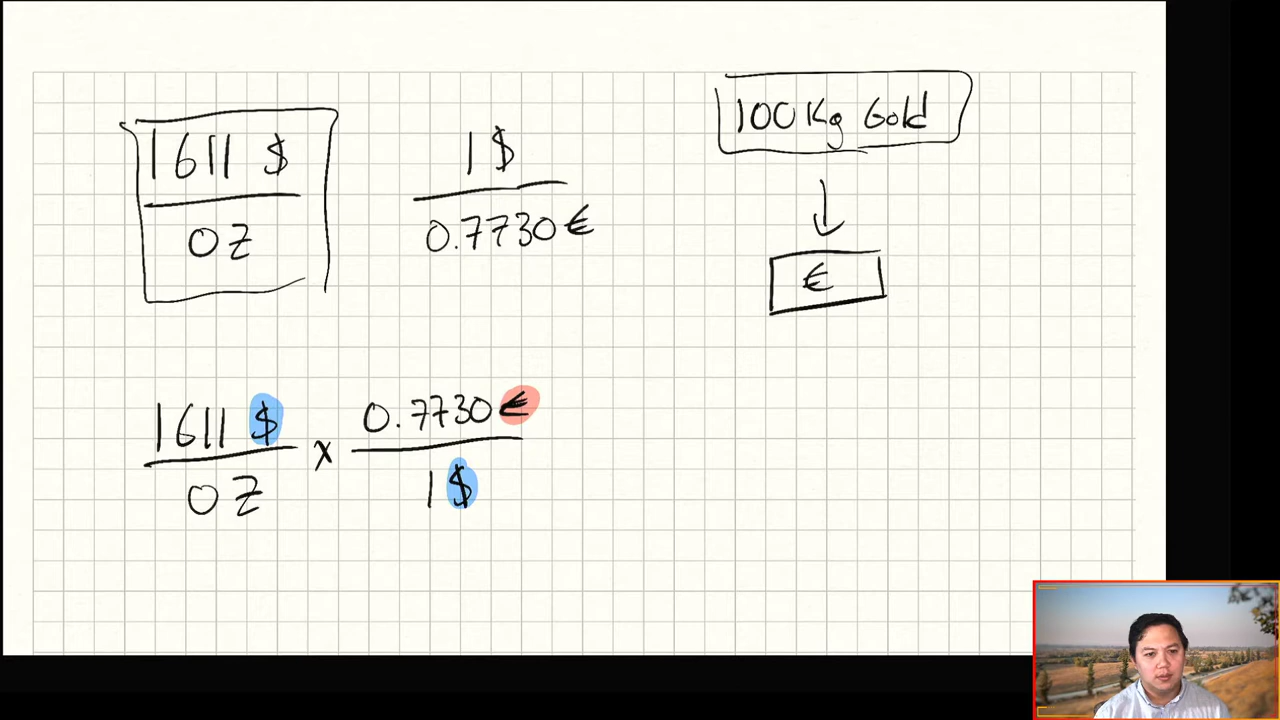 1611 $
OZ
1 $
0.7730 €
100 Kg Gold
€
1611 $
OZ
x
0.7730 €
1 $